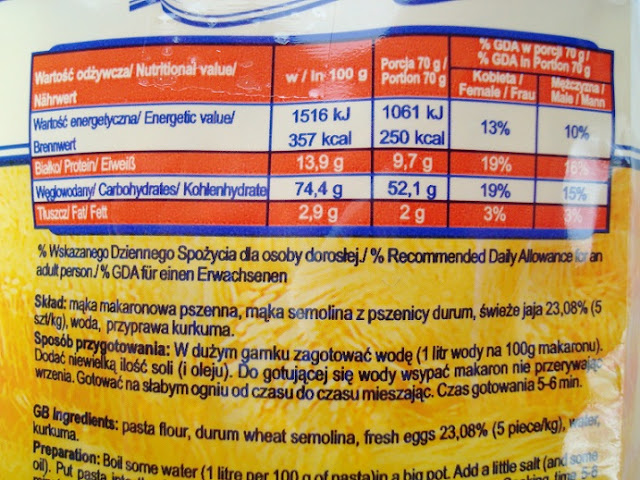 Wartość odżywcza/ Nutritional value/ Nährwert
w / in 100 g
Porcja 70 g / Portion 70 g
% GDA w porcji 70 g /
% GDA in Portion 70 g
Kobieta / Female / Frau
Mężczyzna / Male / Mann
Wartość energetyczna/ Energetic value/ Brennwert
1516 kJ 1061 kJ
357 kcal 250 kcal 13% 10%
Białko/ Protein/ Eiweiß 13,9 g 9,7 g 19% 16%
Węglowodany/ Carbohydrates/ Kohlenhydrate 74,4 g 52,1 g 19% 15%
Tłuszcz/ Fat/ Fett 2,9 g 2 g 3% 3%
% Wskazanego Dziennego Spożycia dla osoby dorosłej./ % Recommended Daily Allowance for an
adult person./ % GDA für einen Erwachsenen
Skład: mąka makaronowa pszenna, mąka semolina z pszenicy durum, świeże jaja 23,08% (5
szt/kg), woda, przyprawa kurkuma.
Sposób przygotowania: W dużym garnku zagotować wodę (1 litr wody na 100g makaronu).
Dodać niewielką ilość soli (i oleju). Do gotującej się wody wsypać makaron nie przerywając
wrzenia. Gotować na słabym ogniu od czasu do czasu mieszając. Czas gotowania 5-6 min.
GB Ingredients: pasta flour, durum wheat semolina, fresh eggs 23,08% (5 piece/kg), water,
kurkuma.
Preparation: Boil some water (1 litre per 100 g of pasta)in a big pot. Add a little salt (and some
oil). Put pasta 5-6